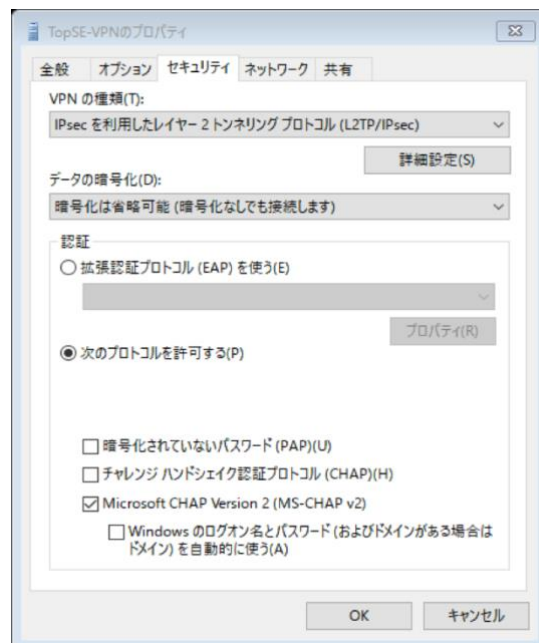 TopSE-VPNのプロパティ
全般 オプション セキュリティ ネットワーク 共有
VPN の種類(T):
IPsec を利用したレイヤー 2 トンネリング プロトコル (L2TP/IPsec)
詳細設定(S)
データの暗号化(D):
暗号化は省略可能 (暗号化なしでも接続します)
認証
拡張認証プロトコル (EAP) を使う(E)
プロパティ(R)
次のプロトコルを許可する(P)
暗号化されていないパスワード (PAP)(U)
チャレンジ ハンドシェイク認証プロトコル (CHAP)(H)
Microsoft CHAP Version 2 (MS-CHAP v2)
Windows のログオン名とパスワード (およびドメインがある場合は
ドメイン) を自動的に使う(A)
OK キャンセル